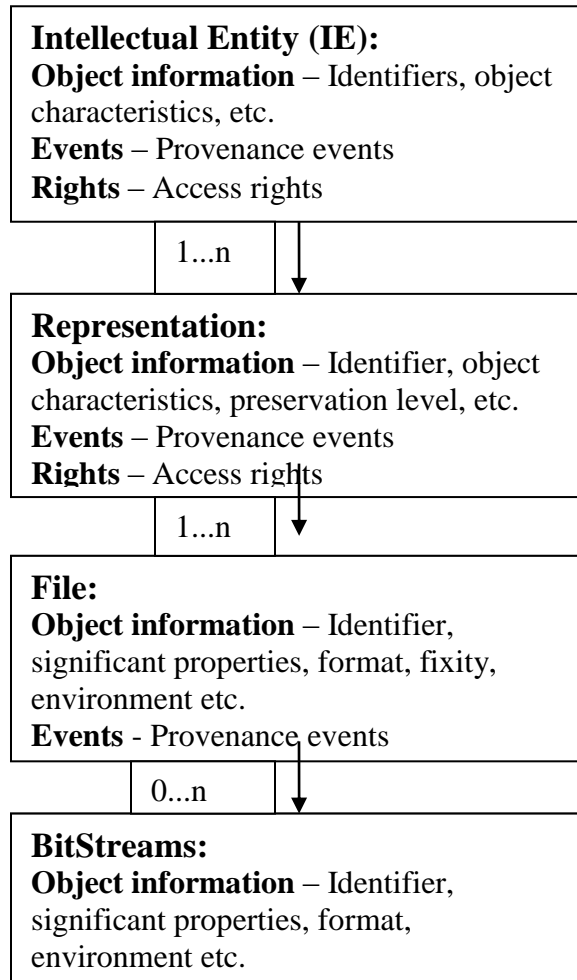 Intellectual Entity (IE):
Object information – Identifiers, object
characteristics, etc.
Events – Provenance events
Rights – Access rights
1...n
Representation:
Object information – Identifier, object
characteristics, preservation level, etc.
Events – Provenance events
Rights – Access rights
1...n
File:
Object information – Identifier,
significant properties, format, fixity,
environment etc.
Events - Provenance events
0...n
BitStreams:
Object information – Identifier,
significant properties, format,
environment etc.